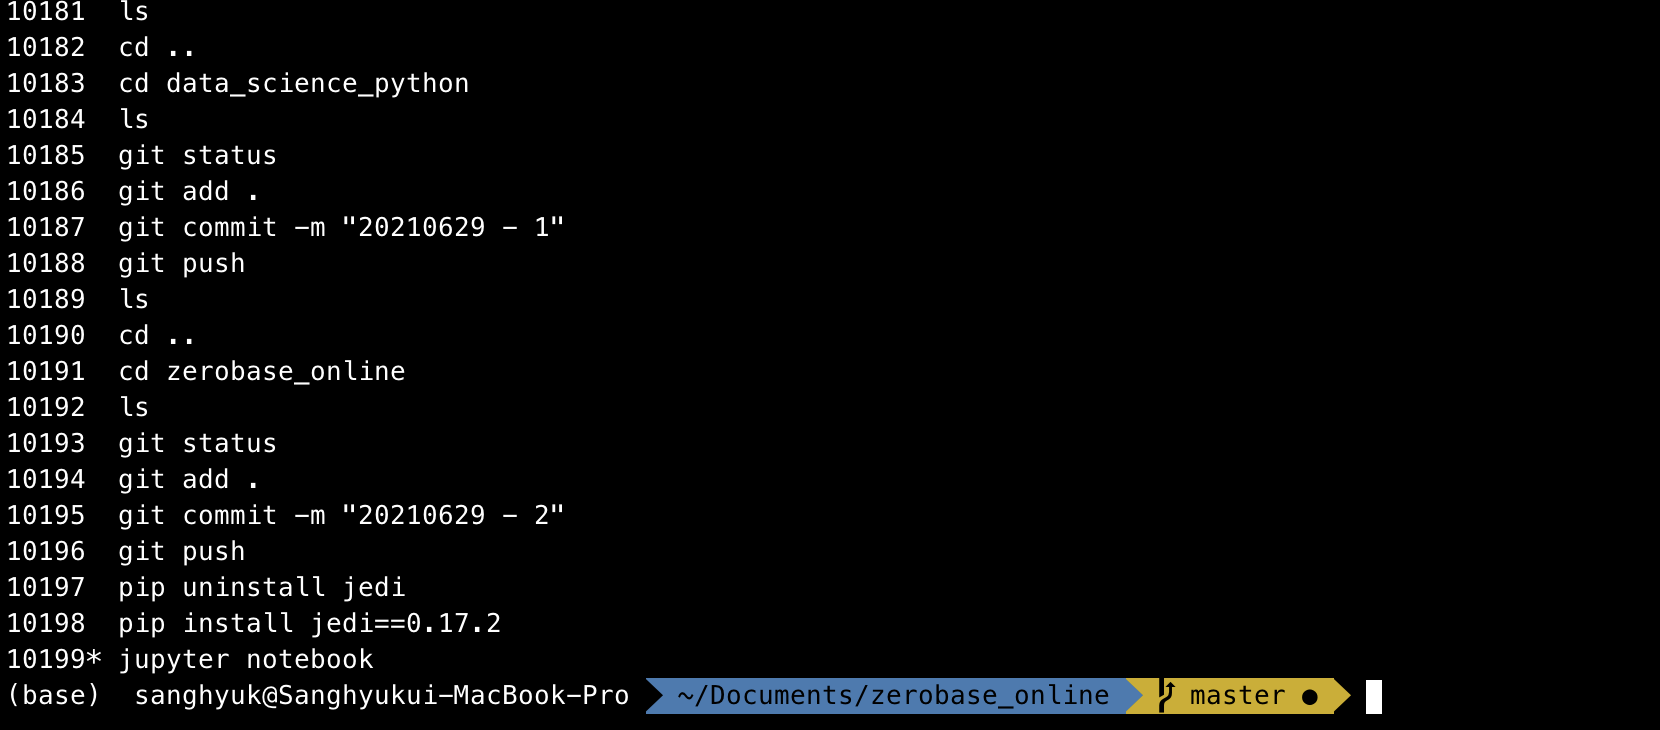 10181  ls
10182  cd ..
10183  cd data_science_python
10184  ls
10185  git status
10186  git add .
10187  git commit -m "20210629 - 1"
10188  git push
10189  ls
10190  cd ..
10191  cd zerobase_online
10192  ls
10193  git status
10194  git add .
10195  git commit -m "20210629 - 2"
10196  git push
10197  pip uninstall jedi
10198  pip install jedi==0.17.2
10199* jupyter notebook
(base)  sanghyuk@Sanghyukui-MacBook-Pro  ~/Documents/zerobase_online  master ●